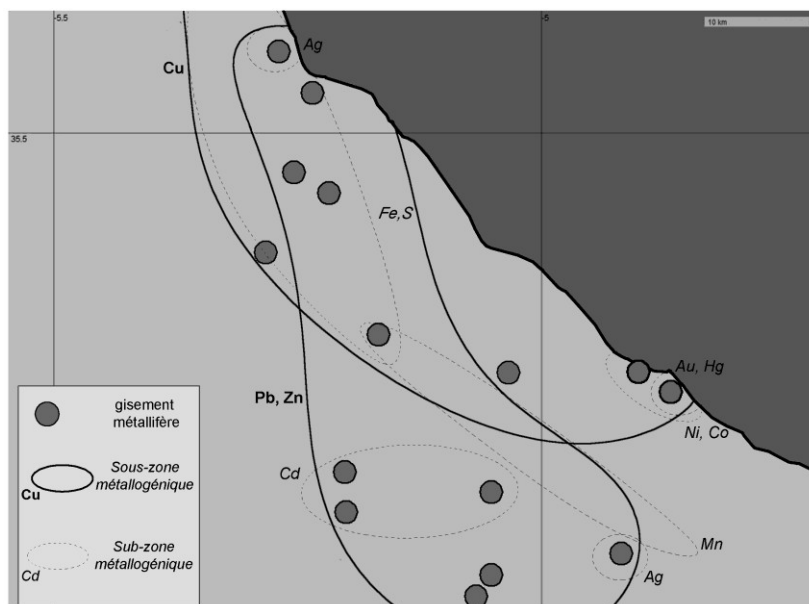 -5.5
-5
10 km
Ag
Cu
35.5
Fe,S
Au, Hg
Pb, Zn
Ni, Co
gisement
métallifère
Sous-zone
métallogénique
Cu
Cd
Mn
Sub-zone
métallogénique
Cd
Ag